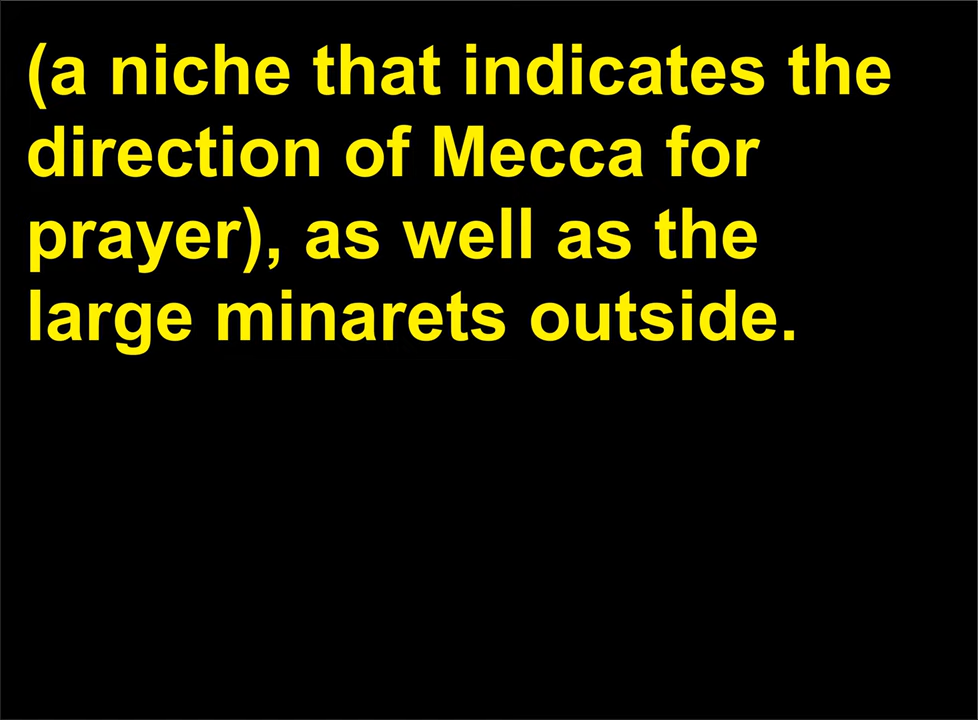 (a niche that indicates the
direction of Mecca for
prayer), as well as the
large minarets outside.